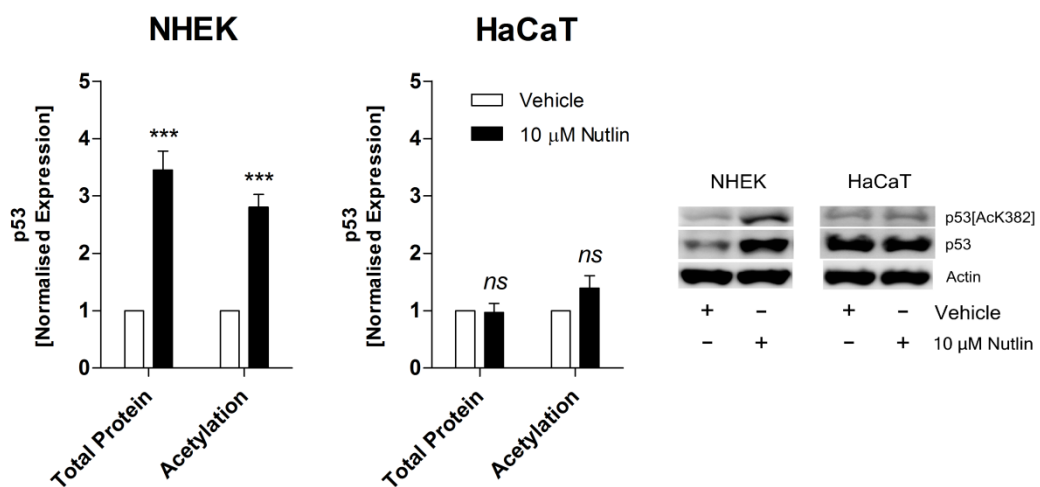 NHEK
p53
[Normalised Expression]
5
4
3
2
1
0
***
***
Total Protein
Acetylation
HaCaT
p53
[Normalised Expression]
5
4
3
2
1
0
Vehicle
10 μM Nutlin
ns
ns
Total Protein
Acetylation
NHEK HaCaT
p53[AcK382]
p53
Actin
+ − + − Vehicle
− + − + 10 μM Nutlin